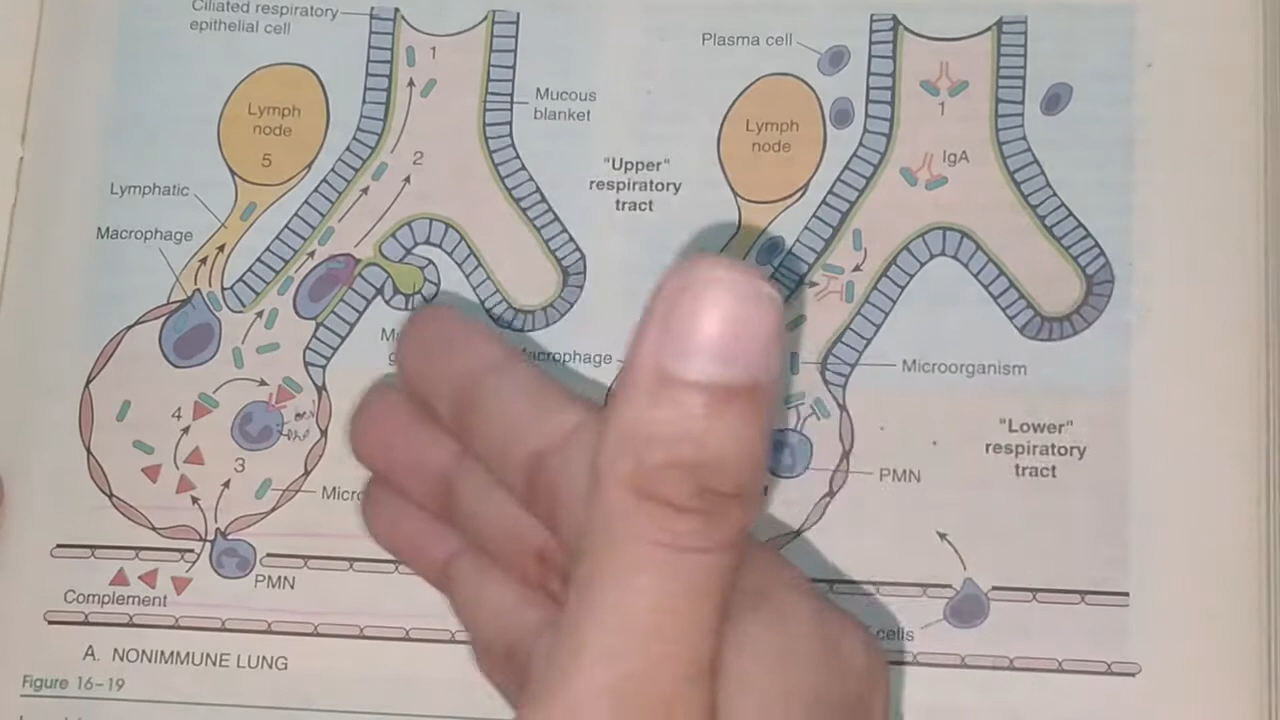 Ciliated respiratory
epithelial cell
1
Lymph
node
5
Mucous
blanket
2
Lymphatic
Macrophage
4
3
PMN
Complement
A. NONIMMUNE LUNG
Figure 16-19
"Upper"
respiratory
tract
Plasma cell
Lymph
node
1
IgA
Microorganism
"Lower"
respiratory
tract
PMN
cells